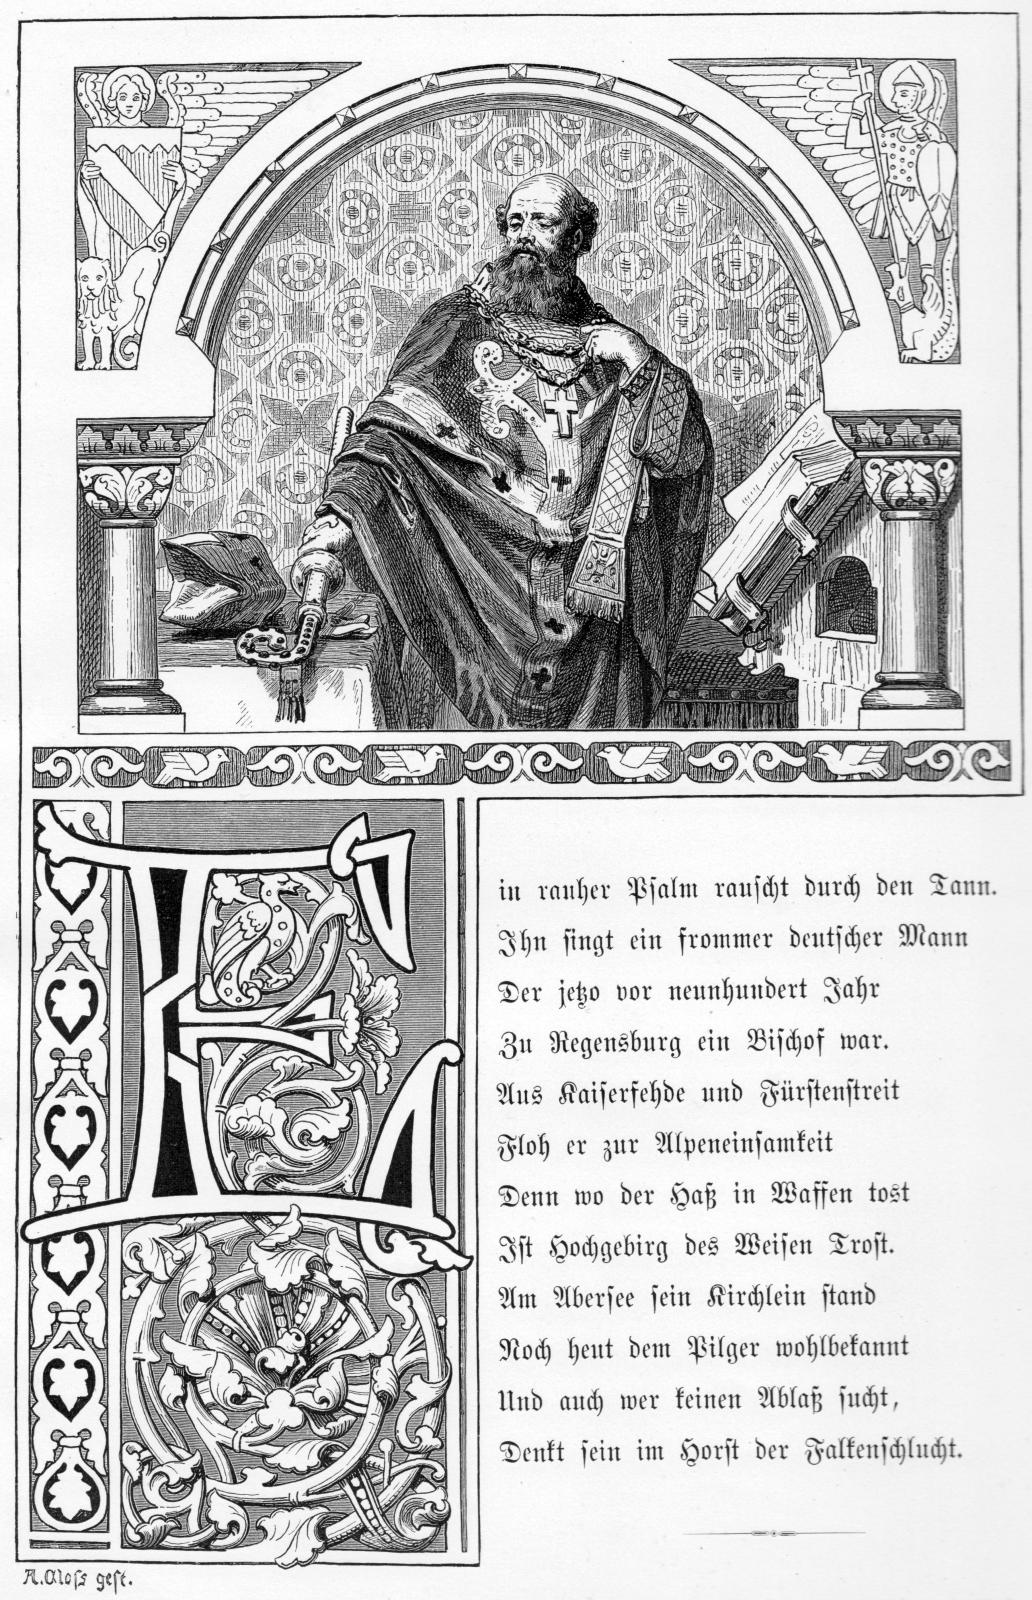 Ein rauher Psalm rauscht durch den Tann.
Ihn singt ein frommer deutscher Mann
Der jetzo vor neunhundert Jahr
Zu Regensburg ein Bischof war.
Aus Kaiserfehde und Fürstenstreit
Floh er zur Alpeneinsamkeit
Denn wo der Haß in Waffen tost
Ist Hochgebirg des Weisen Trost.
Am Abersee sein Kirchlein stand
Noch heut dem Pilger wohlbekannt
Und auch wer keinen Ablaß sucht,
Denkt sein im Horst der Falkenschlucht.
A. Closs gest.